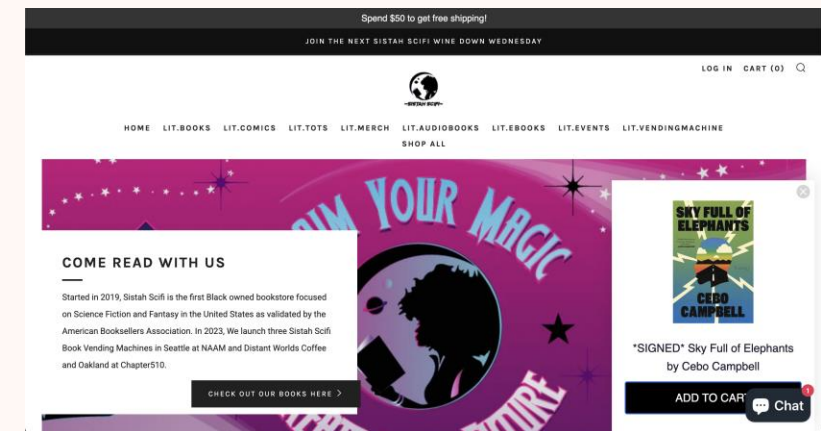 Spend $50 to get free shipping!
JOIN THE NEXT SISTAH SCIFI WINE DOWN WEDNESDAY
LOG IN CART (0)
SISTAH SCIFI
HOME LIT.BOOKS LIT.COMICS LIT.TOTS LIT.MERCH LIT.AUDIOBOOKS LIT.EBOOKS LIT.EVENTS LIT.VENDINGMACHINE
SHOP ALL
YOUR MAGIC
COME READ WITH US
Started in 2019, Sistah Scifi is the first Black owned bookstore focused
on Science Fiction and Fantasy in the United States as validated by the
American Booksellers Association. In 2023, We launch three Sistah Scifi
Book Vending Machines in Seattle at NAAM and Distant Worlds Coffee
and Oakland at Chapter510.
CHECK OUT OUR BOOKS HERE >
SKY FULL OF
ELEPHANTS
CEBO
CAMPBELL
*SIGNED* Sky Full of Elephants
by Cebo Campbell
ADD TO CAR
1
Chat